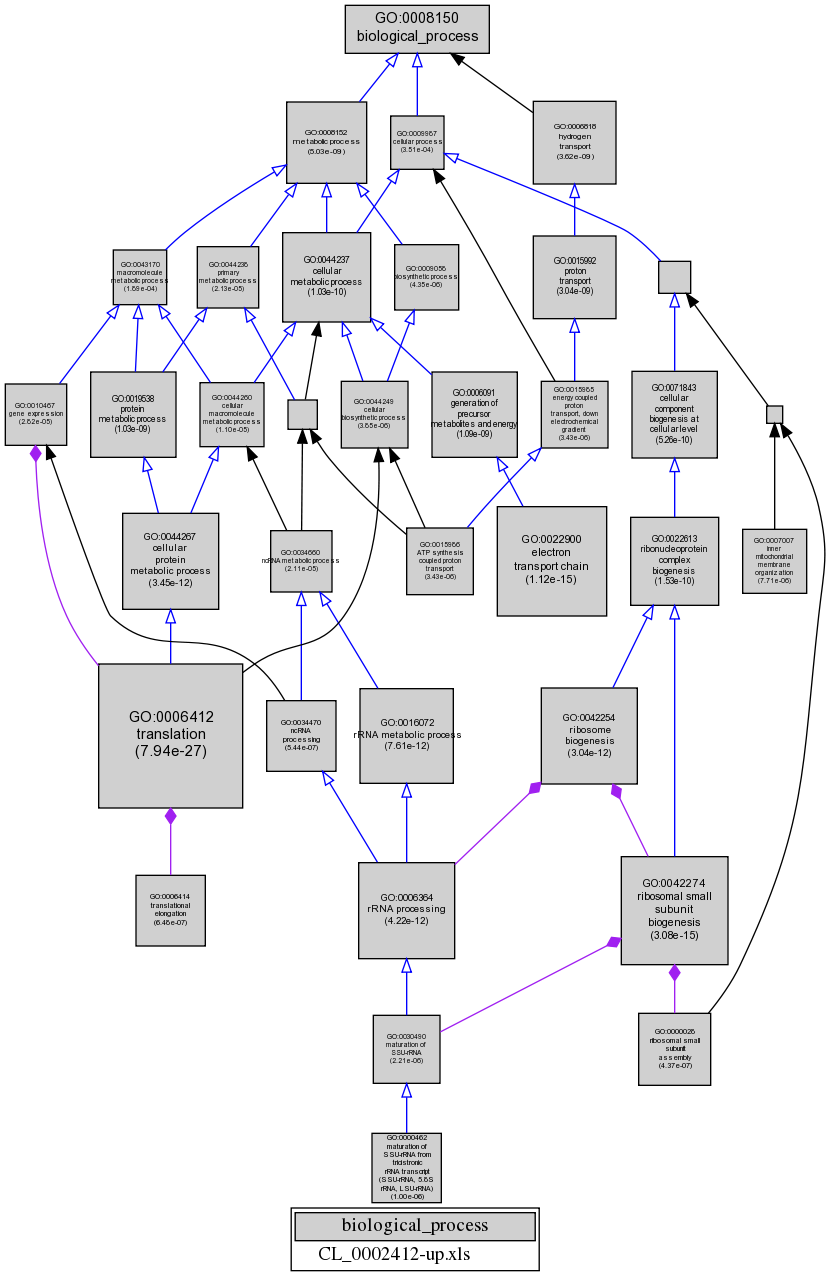 GO:0008150
biological_process
GO:0008152
metabolic process
(5.03e-09)
GO:0009987
cellular process
(3.51e-04)
GO:0006818
hydrogen
transport
(3.62e-09)
GO:0043170
macromolecule
metabolic process
(1.69e-04)
GO:0044238
primary
metabolic process
(2.13e-05)
GO:0044237
cellular
metabolic process
(1.03e-10)
GO:0009058
biosynthetic process
(4.35e-06)
GO:0015992
proton
transport
(3.04e-09)
GO:0010467
gene expression
(2.62e-05)
GO:0019538
protein
metabolic process
(1.03e-09)
GO:0044260
cellular
macromolecule
metabolic process
(1.10e-05)
GO:0044249
cellular
biosynthetic process
(3.65e-06)
GO:0006091
generation of
precursor
metabolites and energy
(1.09e-09)
GO:0015985
energy coupled
proton
transport, down
electrochemical
gradient
(3.43e-06)
GO:0071843
cellular
component
biogenesis at
cellular level
(5.26e-10)
GO:0044267
cellular
protein
metabolic process
(3.45e-12)
GO:0034660
ncRNA metabolic process
(2.11e-05)
GO:0015986
ATP synthesis
coupled proton
transport
(3.43e-06)
GO:0022900
electron
transport chain
(1.12e-15)
GO:0022613
ribonucleoprotein
complex
biogenesis
(1.53e-10)
GO:0007007
inner
mitochondrial
membrane
organization
(7.71e-06)
GO:0006412
translation
(7.94e-27)
GO:0034470
ncRNA
processing
(5.44e-07)
GO:0016072
rRNA metabolic process
(7.61e-12)
GO:0042254
ribosome
biogenesis
(3.04e-12)
GO:0006414
translational
elongation
(6.48e-07)
GO:0006364
rRNA processing
(4.22e-12)
GO:0042274
ribosomal small
subunit
biogenesis
(3.08e-15)
GO:0030490
maturation of
SSU-rRNA
(2.21e-06)
GO:0000028
ribosomal small
subunit
assembly
(4.37e-07)
GO:0000462
maturation of
SSU-rRNA from
tricistronic
rRNA transcript
(SSU-rRNA, 5.8S
rRNA, LSU-rRNA)
(1.00e-06)
biological_process
CL_0002412-up.xls